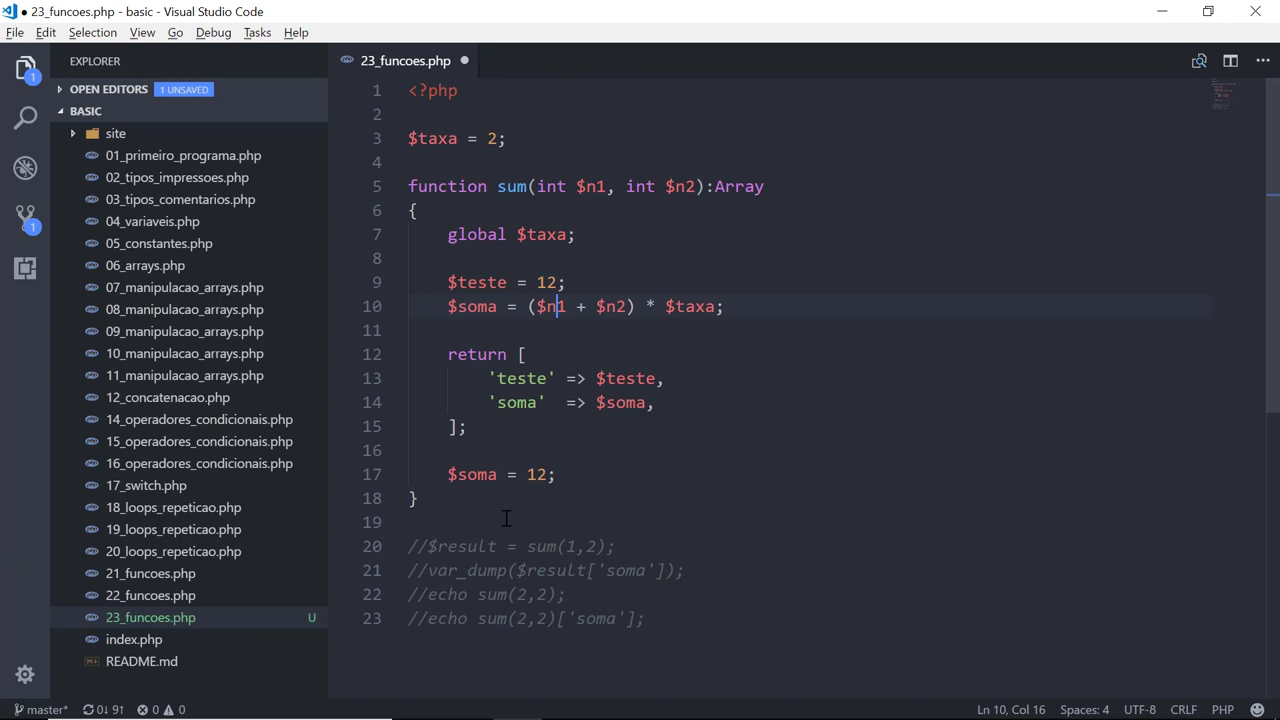 ● 23_funcoes.php - basic - Visual Studio Code
File Edit Selection View Go Debug Tasks Help
EXPLORER
OPEN EDITORS 1 UNSAVED
BASIC
site
01_primeiro_programa.php
02_tipos_impressoes.php
03_tipos_comentarios.php
04_variaveis.php
05_constantes.php
06_arrays.php
07_manipulacao_arrays.php
08_manipulacao_arrays.php
09_manipulacao_arrays.php
10_manipulacao_arrays.php
11_manipulacao_arrays.php
12_concatenacao.php
14_operadores_condicionais.php
15_operadores_condicionais.php
16_operadores_condicionais.php
17_switch.php
18_loops_repeticao.php
19_loops_repeticao.php
20_loops_repeticao.php
21_funcoes.php
22_funcoes.php
23_funcoes.php U
index.php
README.md
1
1
23_funcoes.php ●
1 <?php
2
3 $taxa = 2;
4
5 function sum(int $n1, int $n2):Array
6 {
7 global $taxa;
8
9 $teste = 12;
10 $soma = ($n1 + $n2) * $taxa;
11
12 return [
13 'teste' => $teste,
14 'soma' => $soma,
15 ];
16
17 $soma = 12;
18 }
19
20 //$result = sum(1,2);
21 //var_dump($result['soma']);
22 //echo sum(2,2);
23 //echo sum(2,2)['soma'];
master* 0↓ 9↑ 0 0 Ln 10, Col 16 Spaces: 4 UTF-8 CRLF PHP